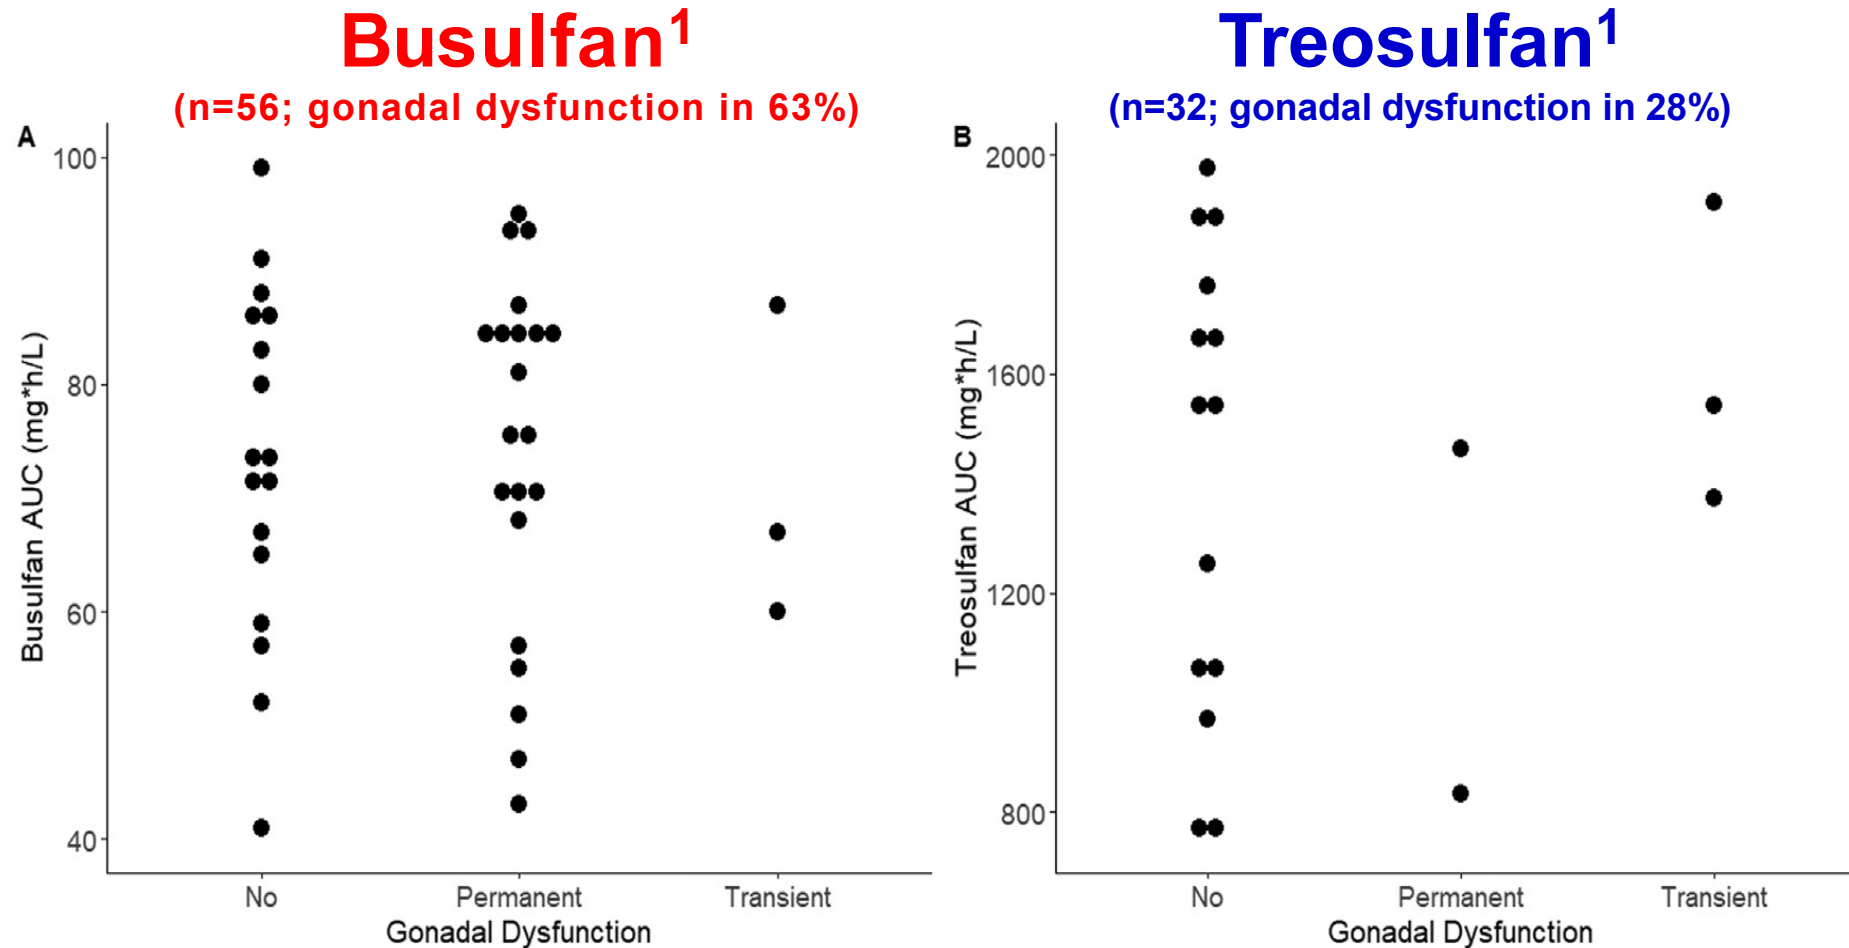 Busulfan¹
(n=56; gonadal dysfunction in 63%)
A
Busulfan AUC (mg*h/L)
100
80
60
40
No Permanent Transient
Gonadal Dysfunction
Treosulfan¹
(n=32; gonadal dysfunction in 28%)
B
Treosulfan AUC (mg*h/L)
2000
1600
1200
800
No Permanent Transient
Gonadal Dysfunction